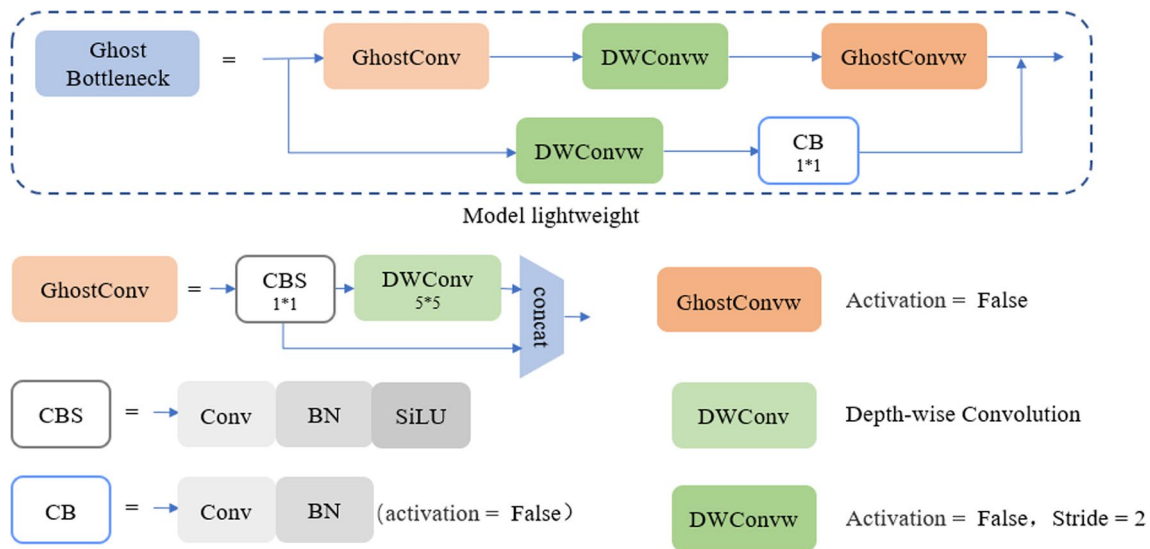 Ghost
Bottleneck
=
GhostConv
DWConvw
GhostConvw
DWConvw
CB
1*1
Model lightweight
GhostConv
=
CBS
1*1
DWConv
5*5
concat
GhostConvw
Activation = False
CBS
=
Conv
BN
SiLU
DWConv
Depth-wise Convolution
CB
=
Conv
BN
(activation = False）
DWConvw
Activation = False， Stride = 2